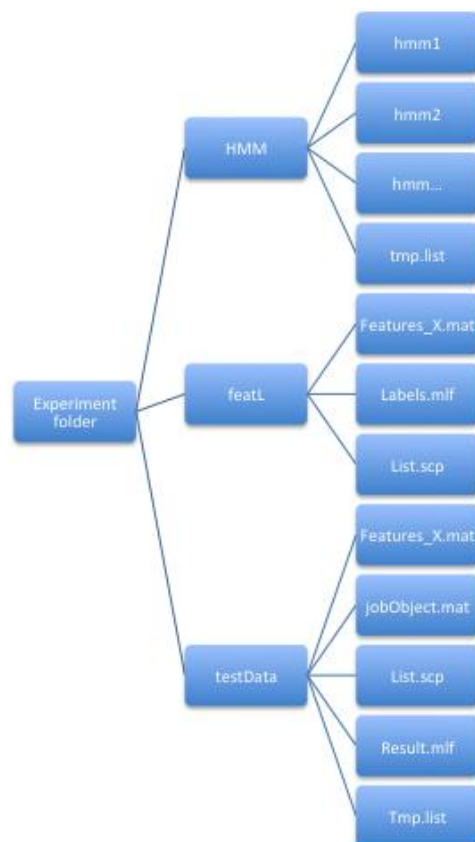 Experiment
folder
HMM
hmm1
hmm2
hmm...
tmp.list
featL
Features_X.mat
Labels.mlf
List.scp
testData
Features_X.mat
jobObject.mat
List.scp
Result.mlf
Tmp.list